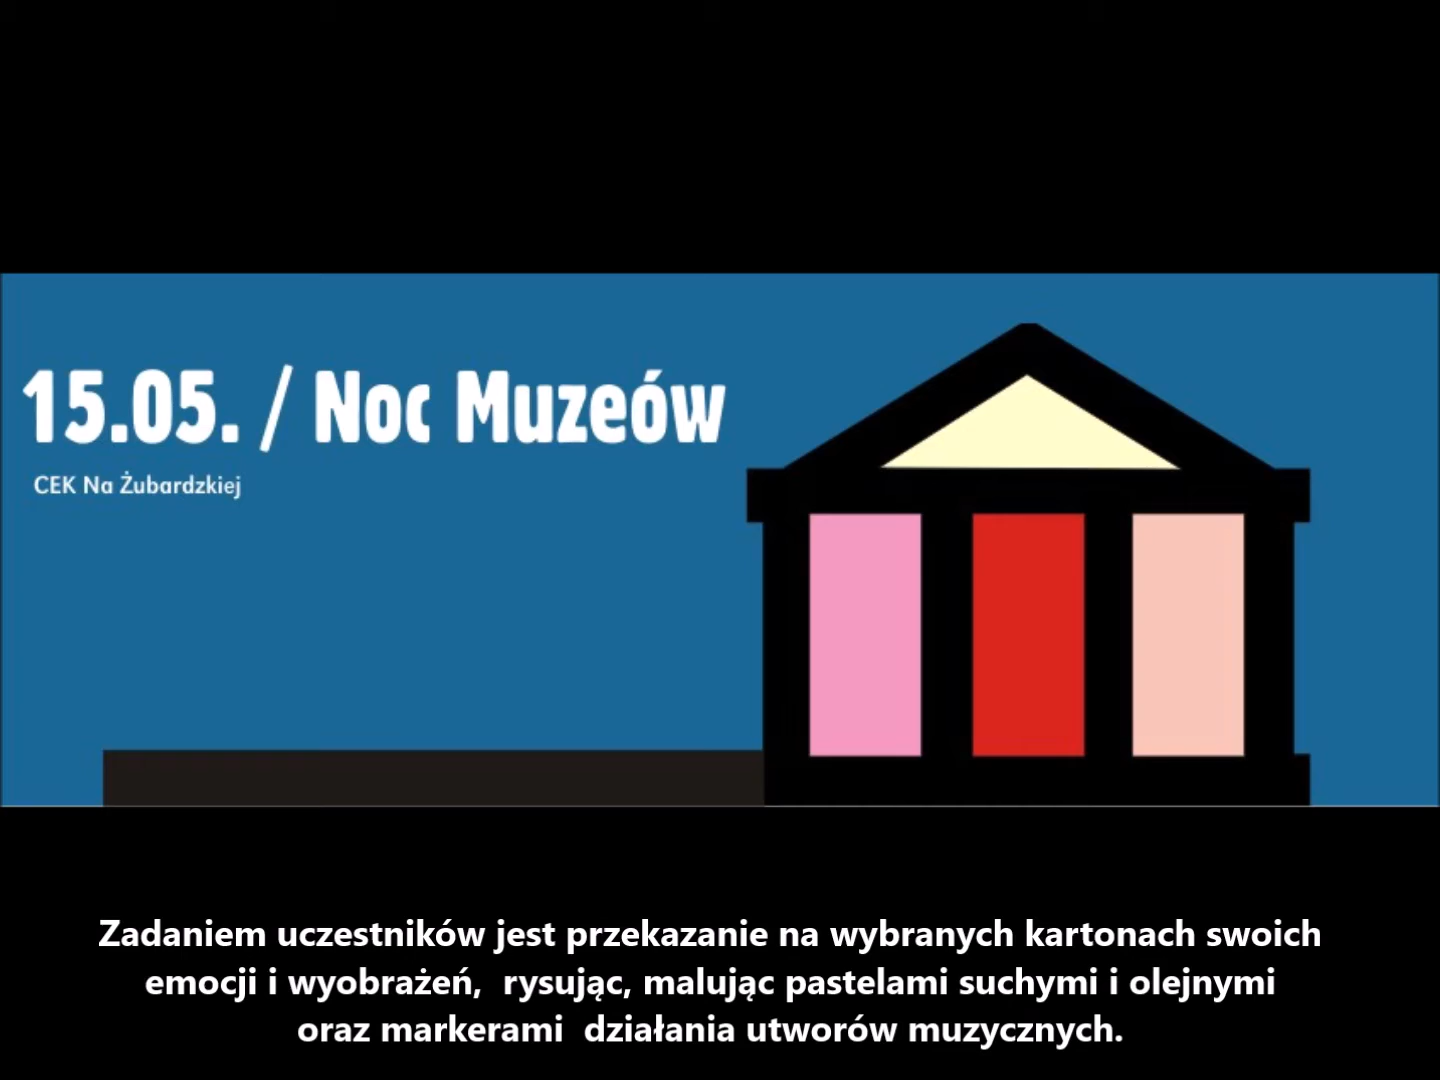 15.05. / Noc Muzeów
CEK Na Żubardzkiej
Zadaniem uczestników jest przekazanie na wybranych kartonach swoich
emocji i wyobrażeń, rysując, malując pastelami suchymi i olejnymi
oraz markerami działania utworów muzycznych.